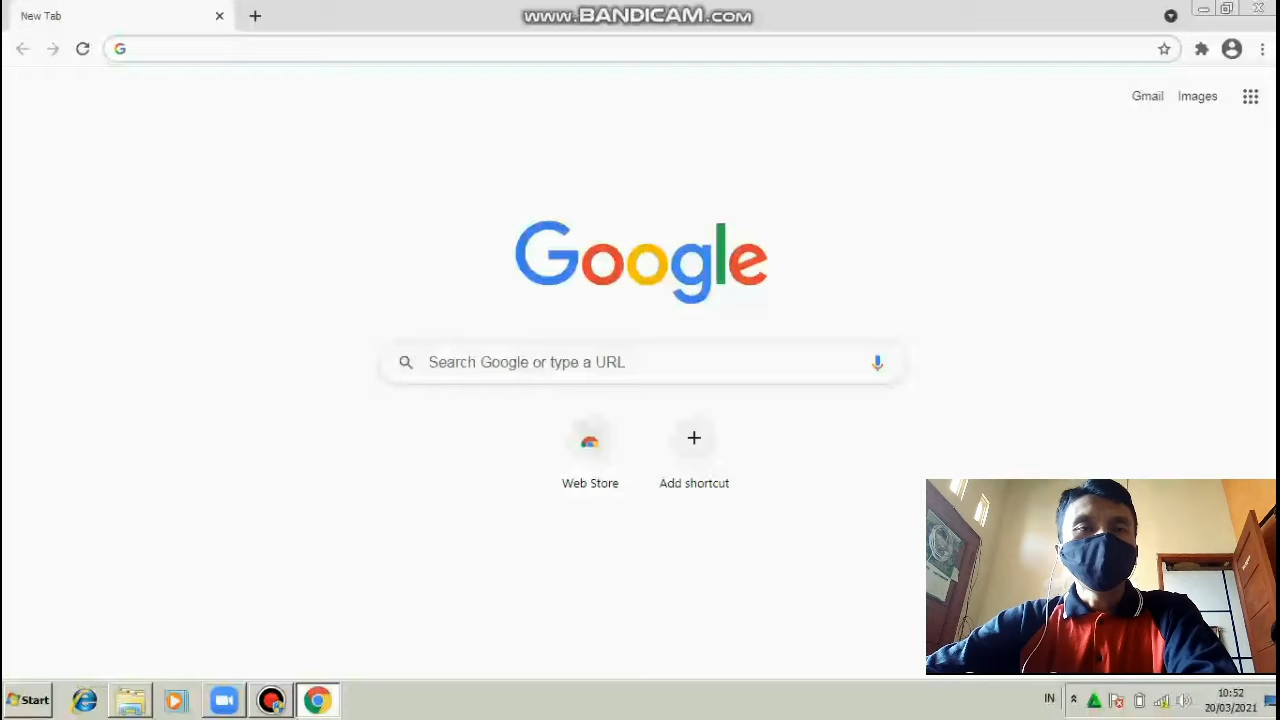 New Tab
www.BANDICAM.com
Gmail Images
Google
Search Google or type a URL
Web Store Add shortcut
Start
IN
10:52
20/03/2021